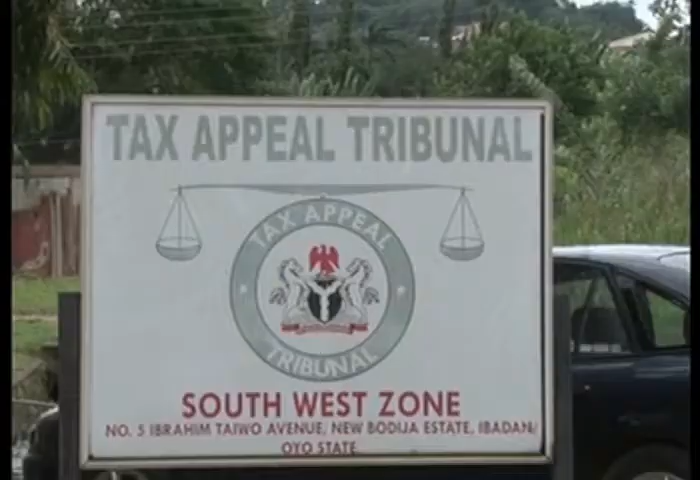 TAX APPEAL TRIBUNAL
TAX APPEAL
TRIBUNAL
SOUTH WEST ZONE
NO. 5 IBRAHIM TAIWO AVENUE, NEW BODIJA ESTATE, IBADAN/
OYO STATE